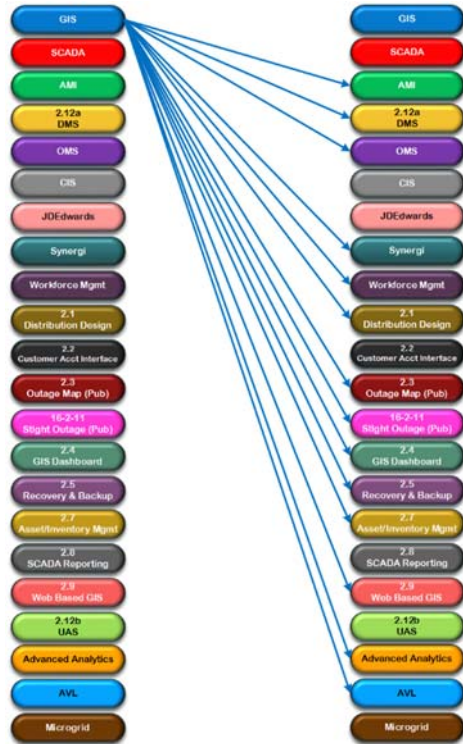 GIS
SCADA
AMI
2.12a
DMS
OMS
CIS
JDEdwards
Synergi
Workforce Mgmt
2.1
Distribution Design
2.2
Customer Acct Interface
2.3
Outage Map (Pub)
16-2-11
Stlght Outage (Pub)
2.4
GIS Dashboard
2.5
Recovery & Backup
2.7
Asset/Inventory Mgmt
2.8
SCADA Reporting
2.9
Web Based GIS
2.12b
UAS
Advanced Analytics
AVL
Microgrid
GIS
SCADA
AMI
2.12a
DMS
OMS
CIS
JDEdwards
Synergi
Workforce Mgmt
2.1
Distribution Design
2.2
Customer Acct Interface
2.3
Outage Map (Pub)
16-2-11
Stlght Outage (Pub)
2.4
GIS Dashboard
2.5
Recovery & Backup
2.7
Asset/Inventory Mgmt
2.8
SCADA Reporting
2.9
Web Based GIS
2.12b
UAS
Advanced Analytics
AVL
Microgrid